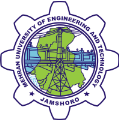 MEHRAN UNIVERSITY OF ENGINEERING AND TECHNOLOGY
JAMSHORO